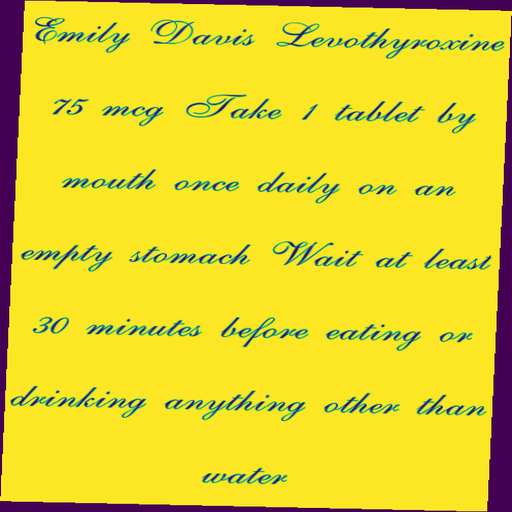 Emily Davis Levothyroxine
75 mcg Take 1 tablet by
mouth once daily on an
empty stomach Wait at least
30 minutes before eating or
drinking anything other than
water